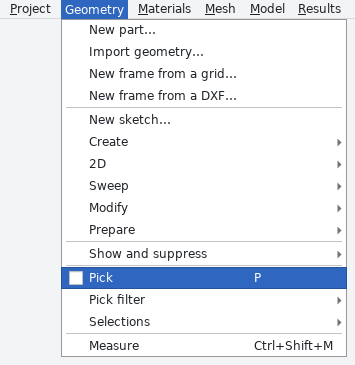 Project Geometry Materials Mesh Model Results
New part...
Import geometry...
New frame from a grid...
New frame from a DXF...
New sketch...
Create
2D
Sweep
Modify
Prepare
Show and suppress
Pick P
Pick filter
Selections
Measure Ctrl+Shift+M